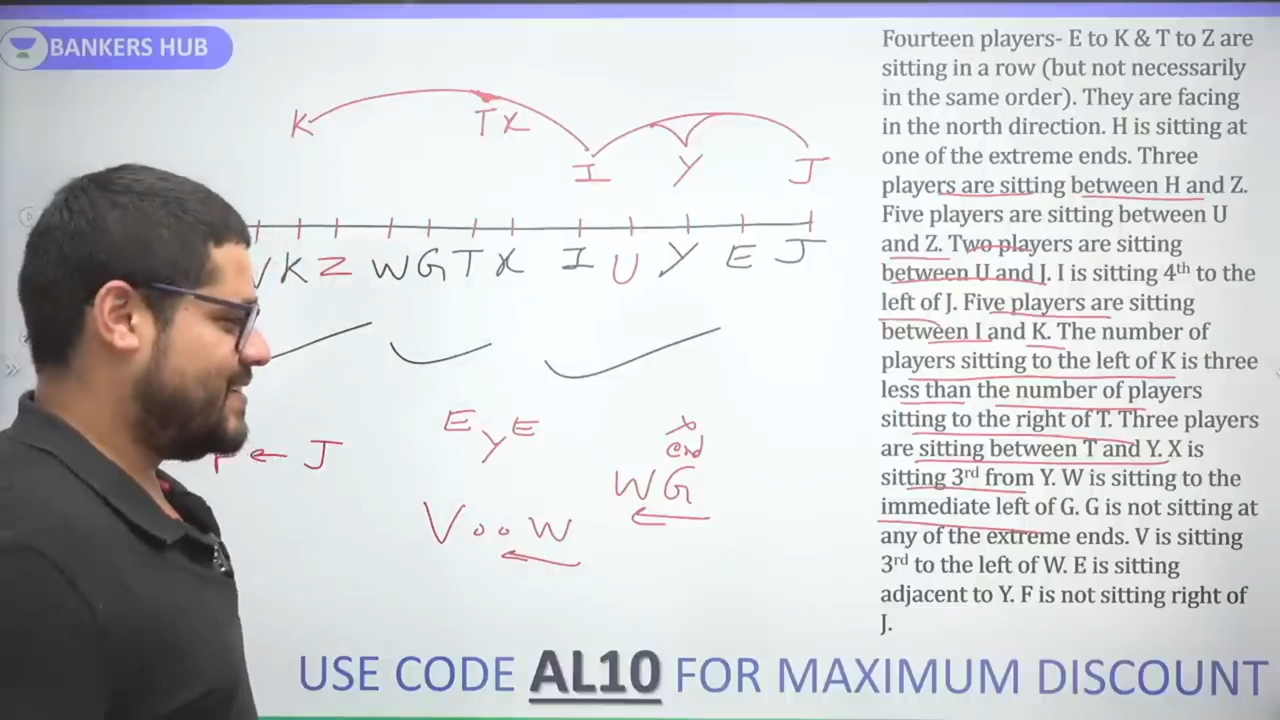 BANKERS HUB
Fourteen players- E to K & T to Z are
sitting in a row (but not necessarily
in the same order). They are facing
in the north direction. H is sitting at
one of the extreme ends. Three
players are sitting between H and Z.
Five players are sitting between U
and Z. Two players are sitting
between U and J. I is sitting 4th to the
left of J. Five players are sitting
between I and K. The number of
players sitting to the left of K is three
less than the number of players
sitting to the right of T. Three players
are sitting between T and Y. X is
sitting 3rd from Y. W is sitting to the
immediate left of G. G is not sitting at
any of the extreme ends. V is sitting
3rd to the left of W. E is sitting
adjacent to Y. F is not sitting right of
J.
K T X I Y J
K Z W G T X I U Y E J
E Y E
end
W G
J
V o o W
USE CODE AL10 FOR MAXIMUM DISCOUNT